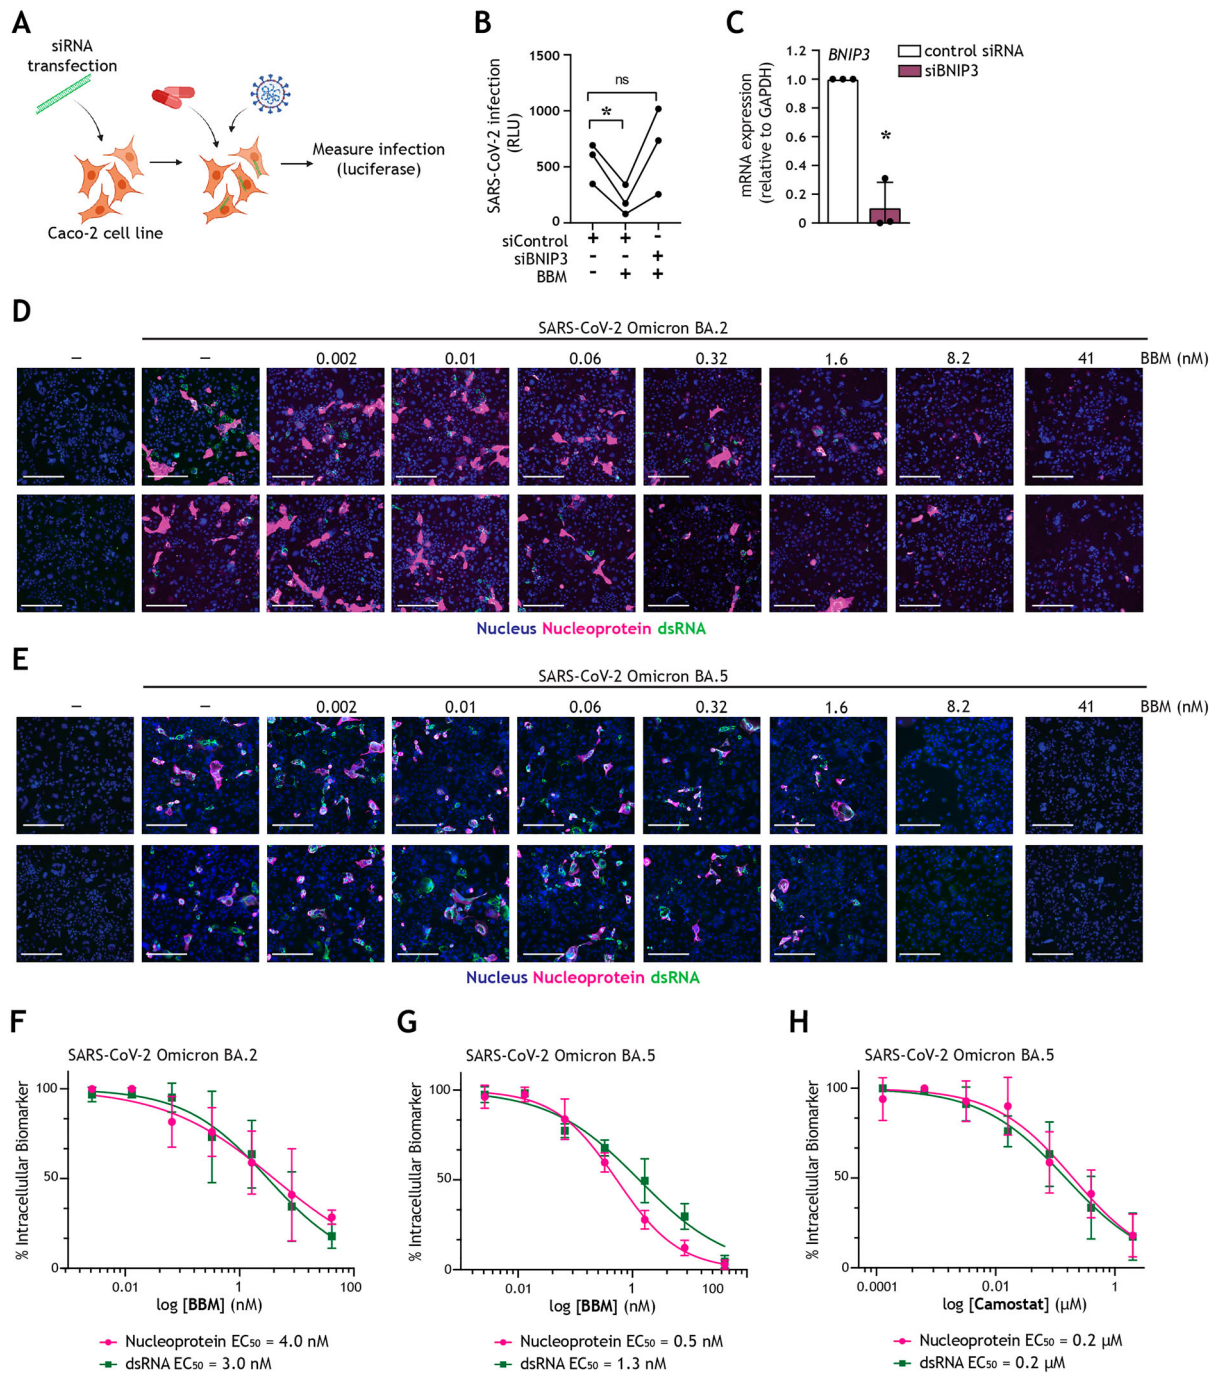 A
siRNA
transfection
Caco-2 cell line
Measure infection
(luciferase)
B
SARS-CoV-2 infection
(RLU)
1500
1000
500
0
ns
*
siControl + + -
siBNIP3 - - +
BBM - + +
C
mRNA expression
(relative to GAPDH)
1.2
1.0
0.8
0.6
0.4
0.2
0
BNIP3
*
control siRNA
siBNIP3
D
SARS-CoV-2 Omicron BA.2
– – 0.002 0.01 0.06 0.32 1.6 8.2 41 BBM (nM)
Nucleus Nucleoprotein dsRNA
E
SARS-CoV-2 Omicron BA.5
– – 0.002 0.01 0.06 0.32 1.6 8.2 41 BBM (nM)
Nucleus Nucleoprotein dsRNA
F
SARS-CoV-2 Omicron BA.2
% Intracellular Biomarker
100
50
0
0.01 1 100
log [BBM] (nM)
Nucleoprotein EC50 = 4.0 nM
dsRNA EC50 = 3.0 nM
G
SARS-CoV-2 Omicron BA.5
% Intracellular Biomarker
100
50
0
0.01 1 100
log [BBM] (nM)
Nucleoprotein EC50 = 0.5 nM
dsRNA EC50 = 1.3 nM
H
SARS-CoV-2 Omicron BA.5
% Intracellular Biomarker
100
50
0
0.0001 0.01 1
log [Camostat] (µM)
Nucleoprotein EC50 = 0.2 µM
dsRNA EC50 = 0.2 µM